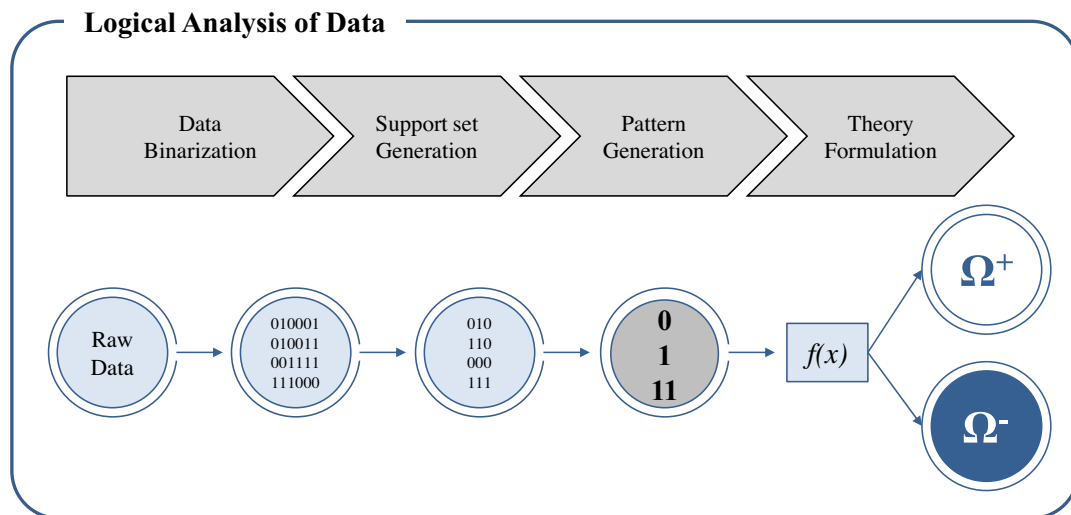 Logical Analysis of Data
Data
Binarization
Support set
Generation
Pattern
Generation
Theory
Formulation
Raw
Data
010001
010011
001111
111000
010
110
000
111
0
1
11
f(x)
Ω+
Ω-